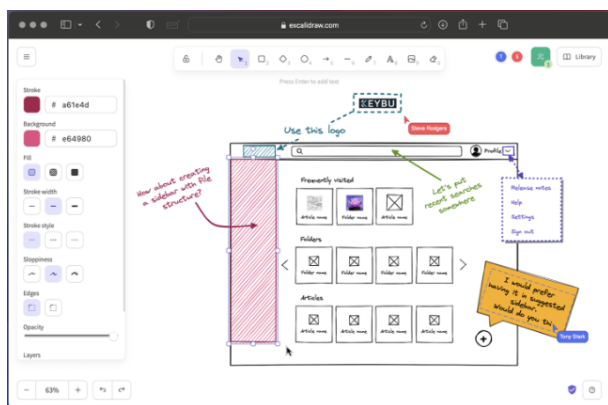 excalidraw.com
Library
Press Enter to add text
Stroke
# a61e4d
Background
# e64980
Fill
Stroke width
Stroke style
Sloppiness
Edges
Opacity
Layers
63%
KEYBU
Steve Rodgers
Use this logo
Profile
How about creating
a sidebar with file
structure?
Let's put
recent searches
somewhere
Release notes
Help
Settings
Sign out
Frequently visited
Article name
Folder name
Article name
Folders
Folder name
Folder name
Folder name
Folder name
Articles
Article name
Article name
Article name
Article name
I would prefer
having it in suggested
sidebar.
Would do you thi
Tony Stark